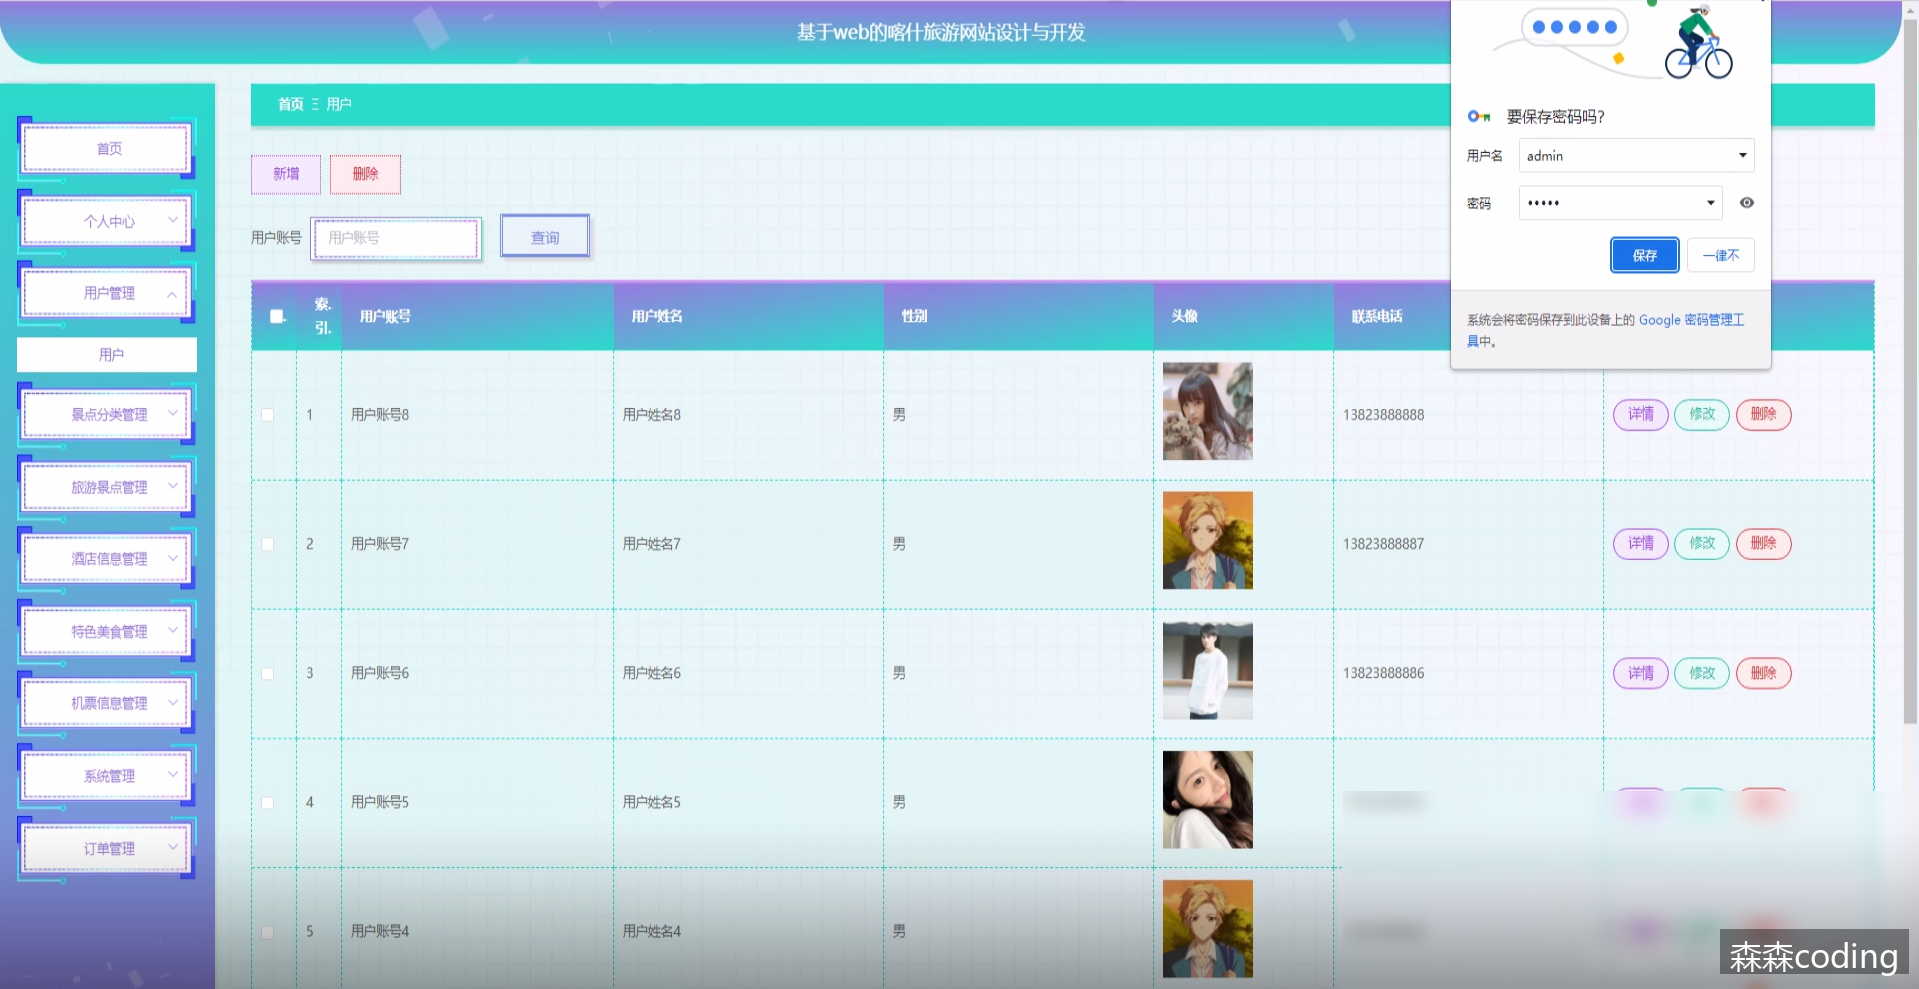 基于web的喀什旅游网站设计与开发
首页 Ξ 用户
首页
个人中心
用户管理
用户
景点分类管理
旅游景点管理
酒店信息管理
特色美食管理
机票信息管理
系统管理
订单管理
新增 删除
用户账号 用户账号 查询
索. 用户账号 用户姓名 性别 头像 联系电话
引.
1 用户账号8 用户姓名8 男 13823888888 详情 修改 删除
2 用户账号7 用户姓名7 男 13823888887 详情 修改 删除
3 用户账号6 用户姓名6 男 13823888886 详情 修改 删除
4 用户账号5 用户姓名5 男
5 用户账号4 用户姓名4 男
要保存密码吗?
用户名 admin
密码 •••••
保存 一律不
系统会将密码保存到此设备上的 Google 密码管理工
具中。
森森coding